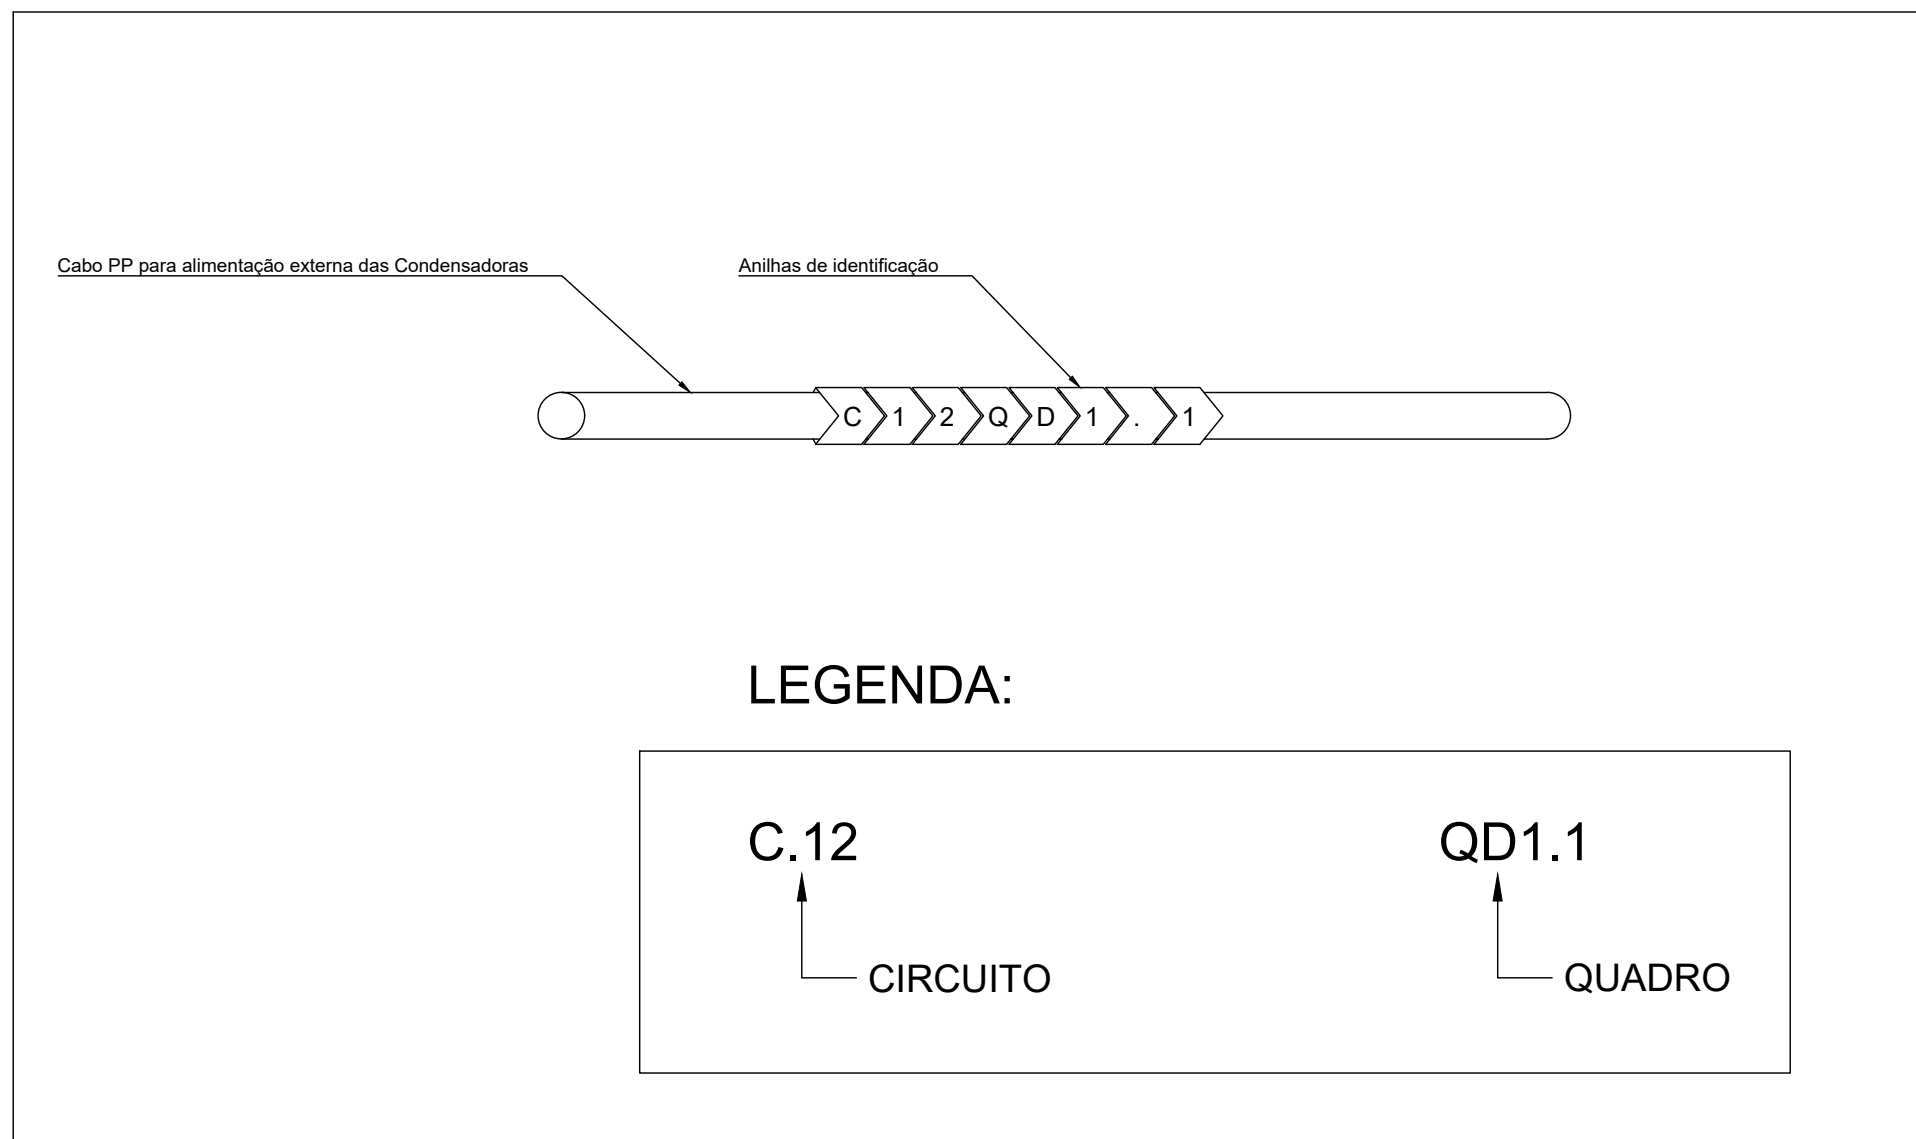 Cabo PP para alimentação externa das Condensadoras
Anilhas de identificação
C 1 2 Q D 1 . 1
LEGENDA:
C.12
QD1.1
CIRCUITO
QUADRO